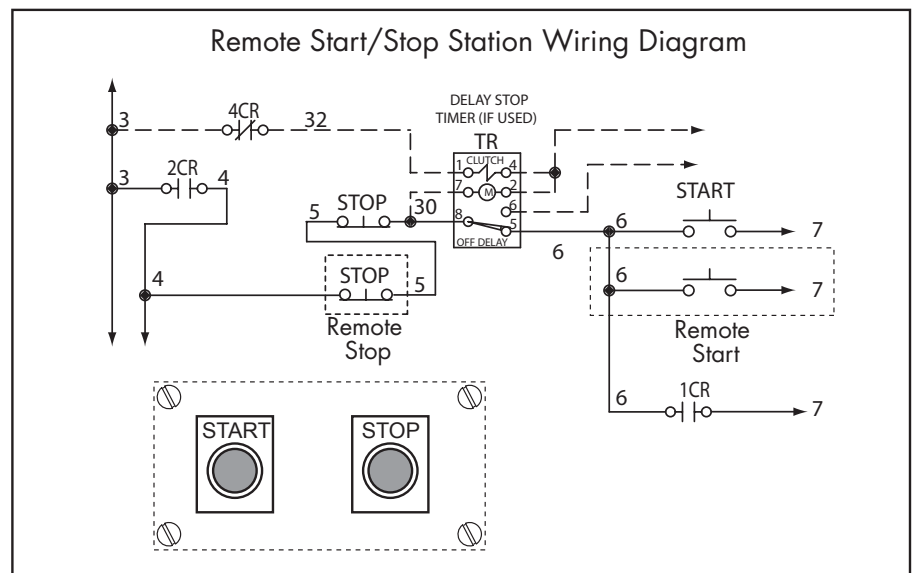 Remote Start/Stop Station Wiring Diagram
DELAY STOP
TIMER (IF USED)
TR
3
4CR
32
1
CLUTCH
4
3
2CR
4
7
M
2
5
STOP
30
8
6
5
OFF DELAY
6
START
6
7
4
STOP
5
Remote
Stop
6
7
Remote
Start
6
1CR
7
START
STOP